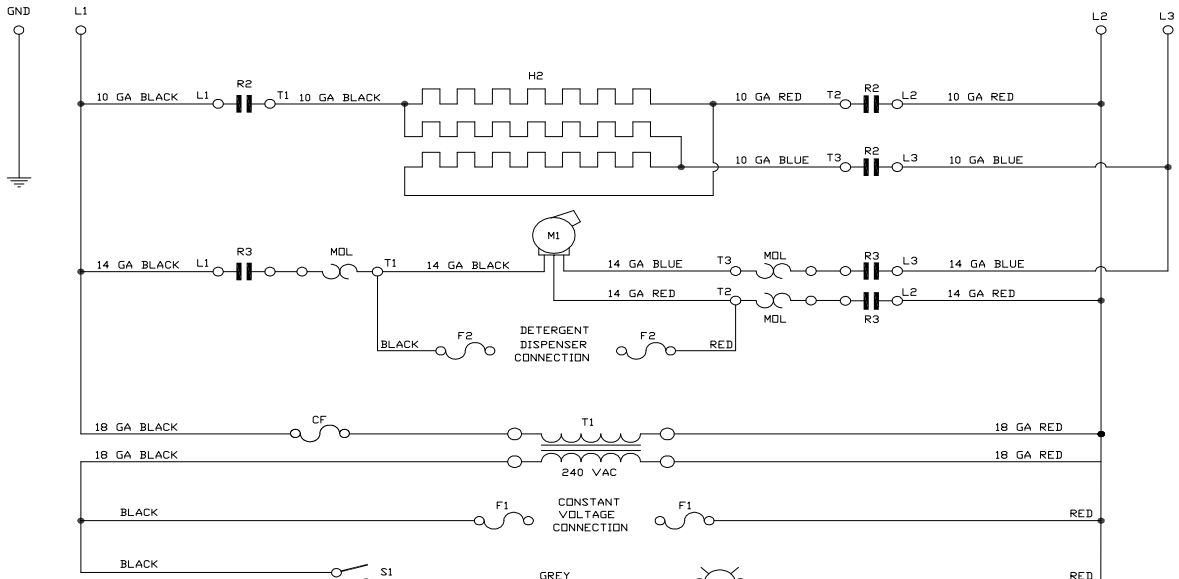 GND L1 L2 L3
H2
10 GA BLACK L1 R2 T1 10 GA BLACK 10 GA RED T2 R2 L2 10 GA RED
10 GA BLUE T3 R2 L3 10 GA BLUE
M1
14 GA BLACK L1 R3 MOL T1 14 GA BLACK 14 GA BLUE T3 MOL R3 L3 14 GA BLUE
14 GA RED T2 MOL R3 L2 14 GA RED
BLACK F2 DETERGENT
DISPENSER
CONNECTION F2 RED
18 GA BLACK CF T1 18 GA RED
18 GA BLACK 240 VAC 18 GA RED
BLACK F1 CONSTANT
VOLTAGE
CONNECTION F1 RED
BLACK S1 GREY RED